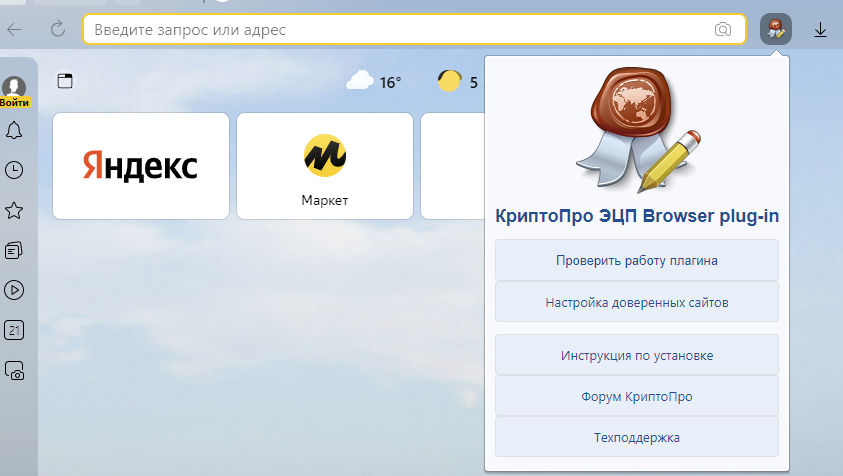 Введите запрос или адрес
Войти
16°
5
Яндекс
Маркет
21
КриптоПро ЭЦП Browser plug-in
Проверить работу плагина
Настройка доверенных сайтов
Инструкция по установке
Форум КриптоПро
Техподдержка